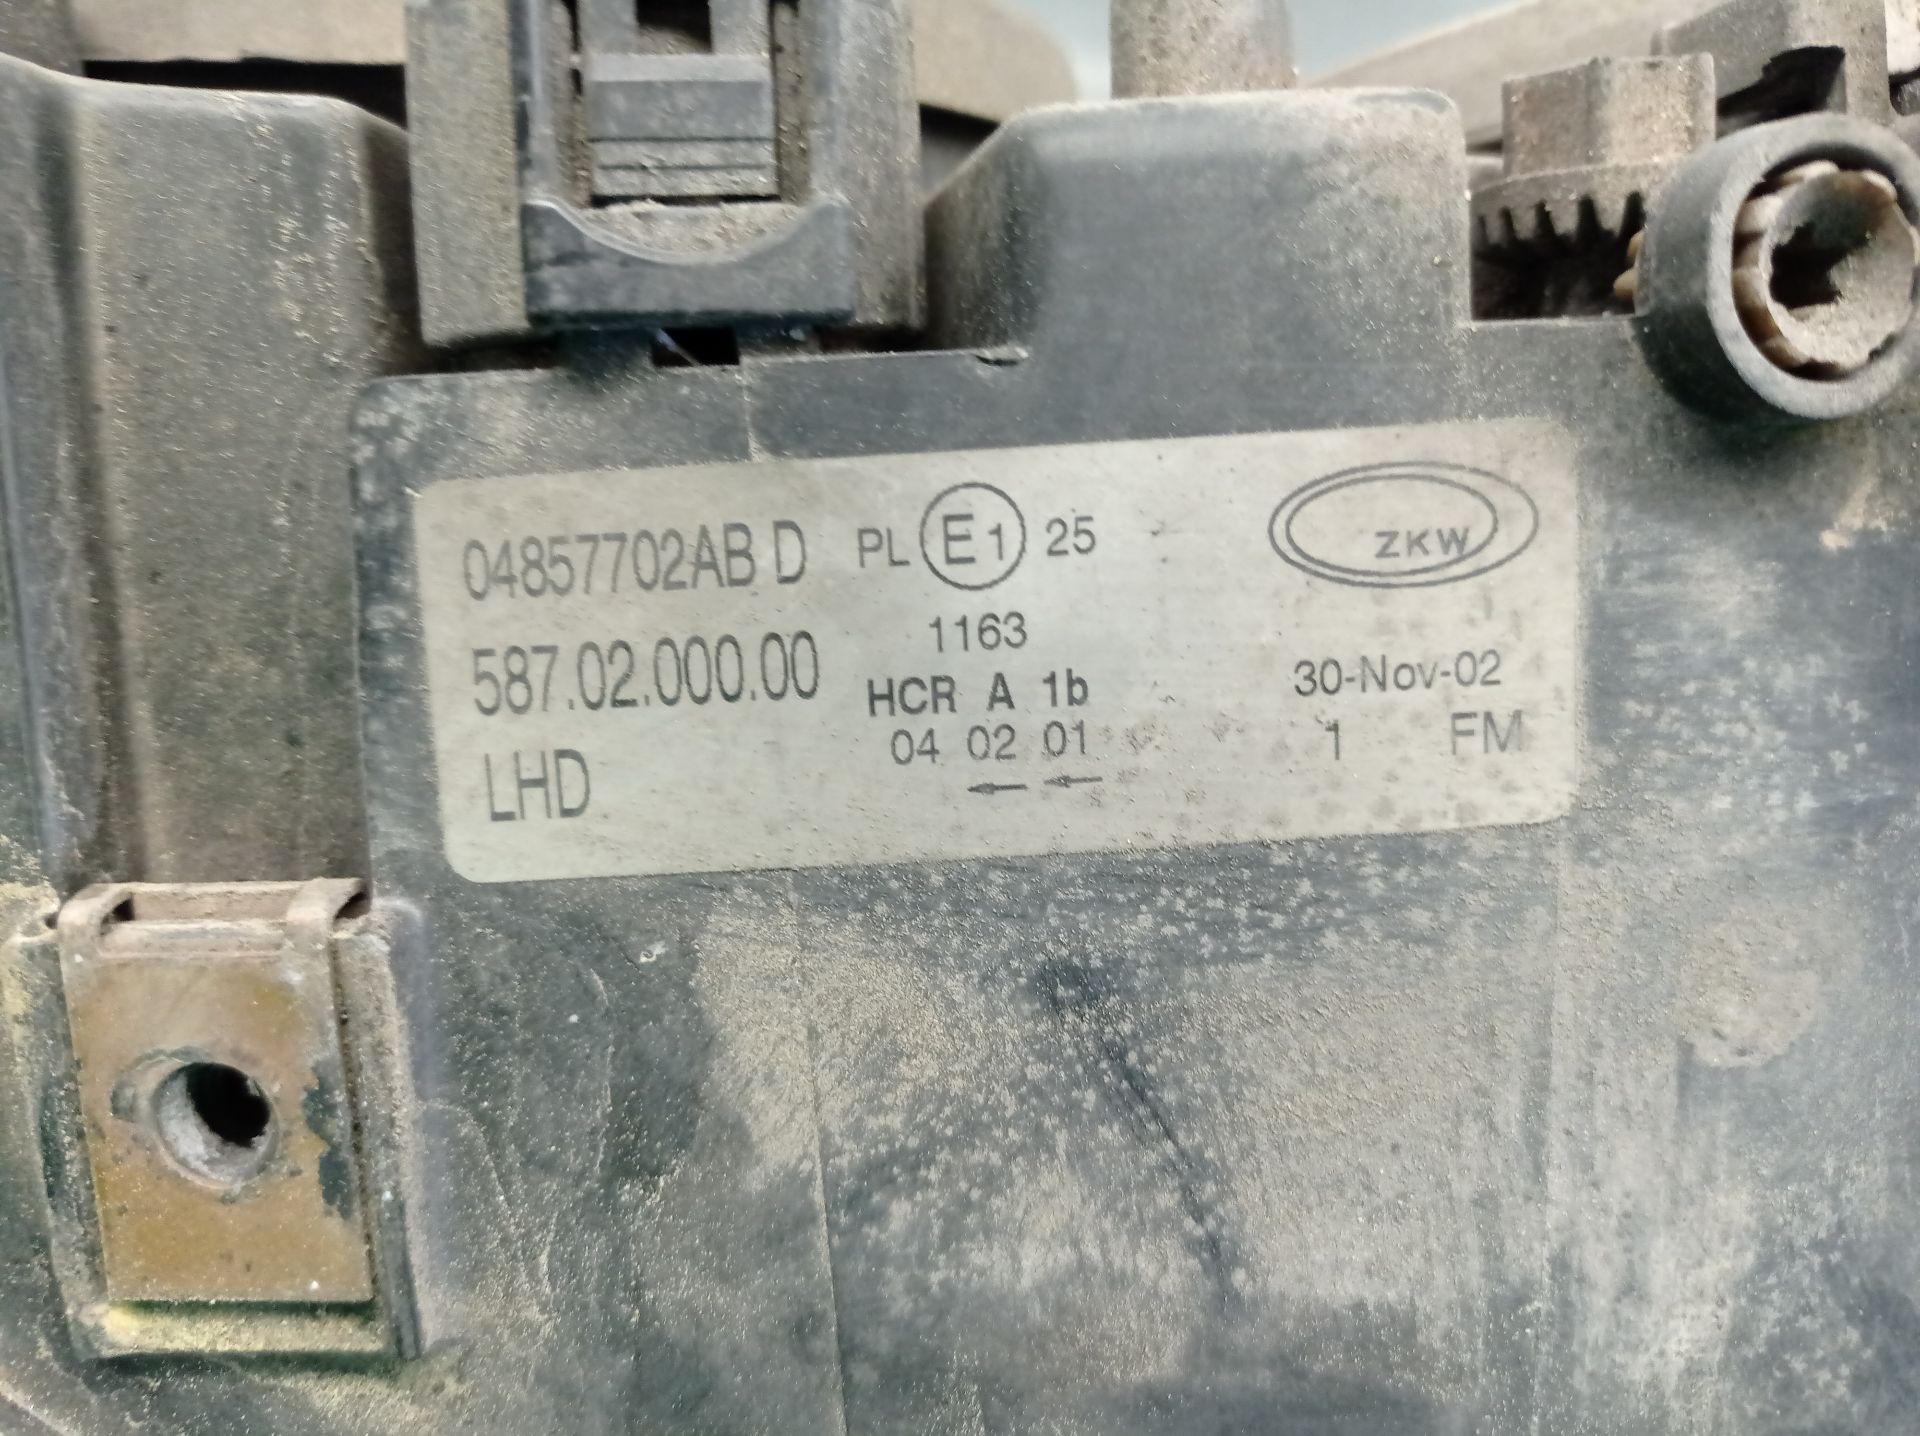 04857702AB D PL E1 25 ZKW
1163
587.02.000.00 HCR A 1b 30-Nov-02
04 02 01 1 FM
LHD